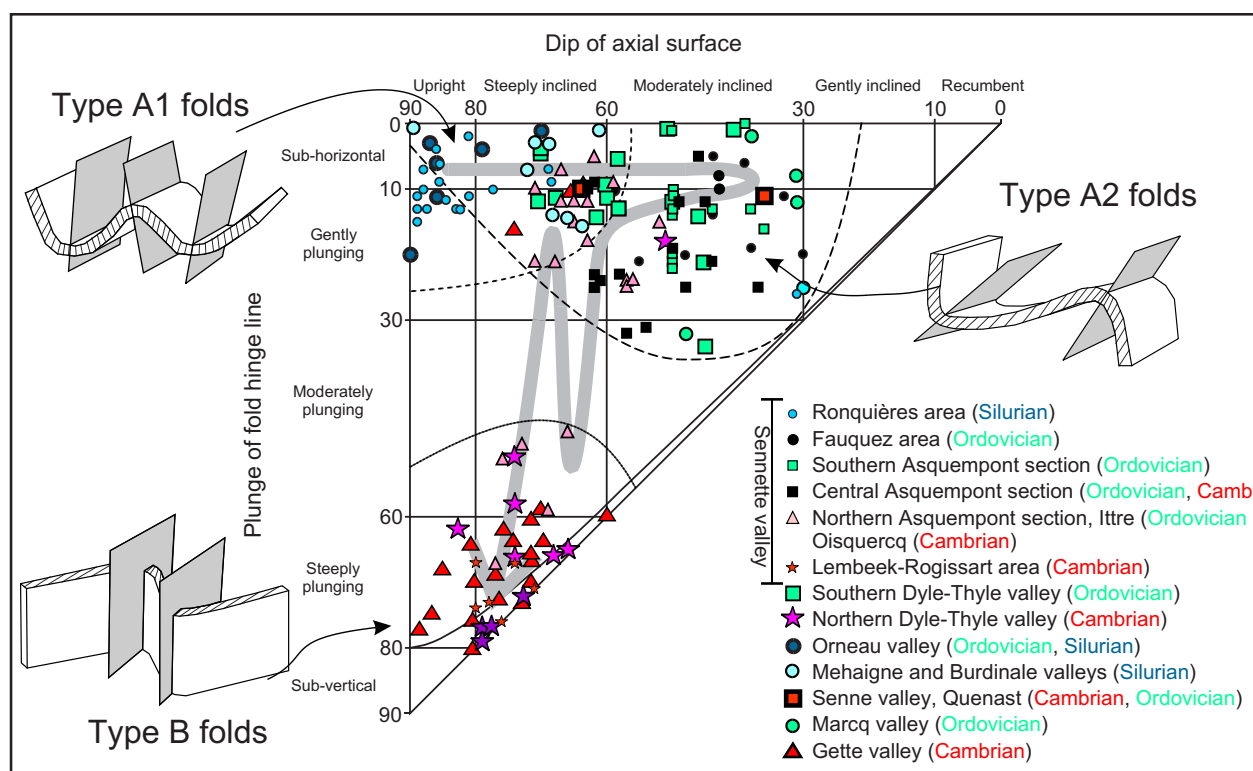 Dip of axial surface
Upright Steeply inclined Moderately inclined Gently inclined Recumbent
90 80 60 30 10 0
Type A1 folds
0
Sub-horizontal
10
Gently
plunging
30
Moderately
plunging
60
Steeply
plunging
80
Sub-vertical
90
Plunge of fold hinge line
Type A2 folds
Type B folds
Sennette valley
Ronquières area (Silurian)
Fauquez area (Ordovician)
Southern Asquempont section (Ordovician)
Central Asquempont section (Ordovician, Camb
Northern Asquempont section, Ittre (Ordovician
Oisquercq (Cambrian)
Lembeek-Rogissart area (Cambrian)
Southern Dyle-Thyle valley (Ordovician)
Northern Dyle-Thyle valley (Cambrian)
Orneau valley (Ordovician, Silurian)
Mehaigne and Burdinale valleys (Silurian)
Senne valley, Quenast (Cambrian, Ordovician)
Marcq valley (Ordovician)
Gette valley (Cambrian)